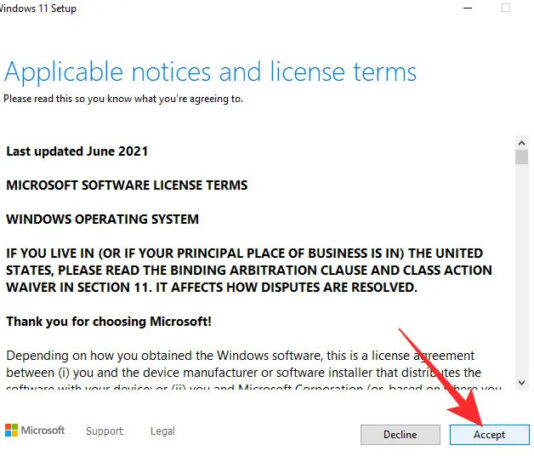 Windows 11 Setup
Applicable notices and license terms
Please read this so you know what you're agreeing to.
Last updated June 2021
MICROSOFT SOFTWARE LICENSE TERMS
WINDOWS OPERATING SYSTEM
IF YOU LIVE IN (OR IF YOUR PRINCIPAL PLACE OF BUSINESS IS IN) THE UNITED
STATES, PLEASE READ THE BINDING ARBITRATION CLAUSE AND CLASS ACTION
WAIVER IN SECTION 11. IT AFFECTS HOW DISPUTES ARE RESOLVED.
Thank you for choosing Microsoft!
Depending on how you obtained the Windows software, this is a license agreement
between (i) you and the device manufacturer or software installer that distributes the
software with your device; or (ii) you and Microsoft Corporation (or, based on where you
Microsoft Support Legal Decline Accept